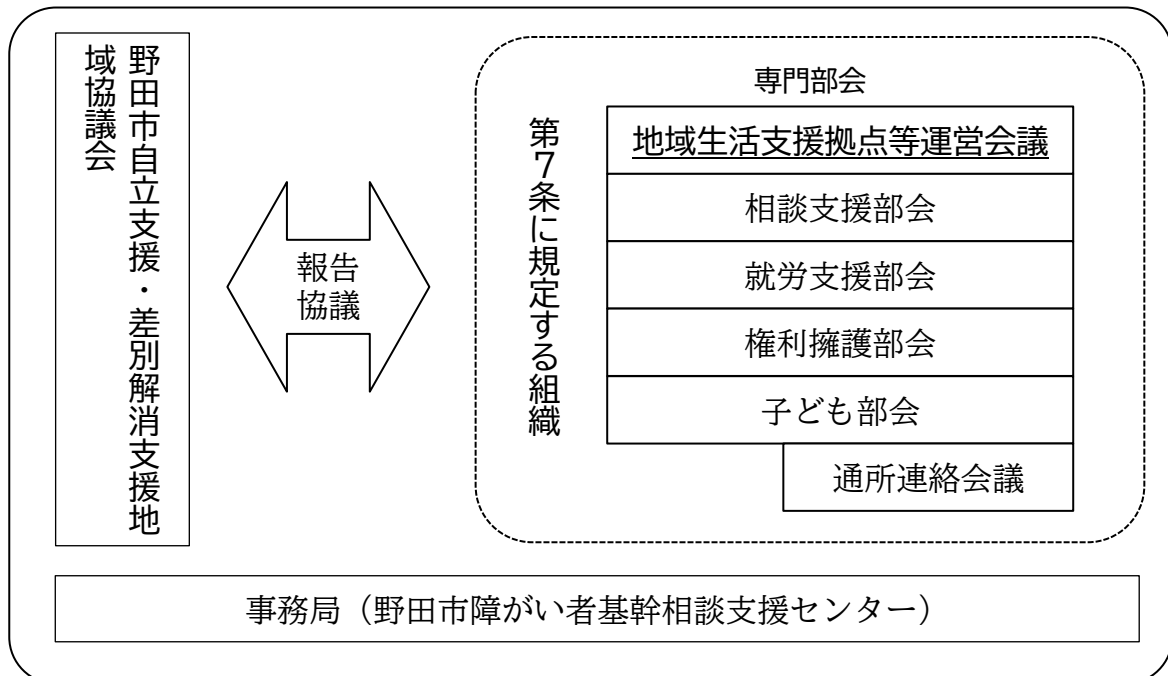 野田市自立支援・差別解消支援地
域協議会
報告
協議
第７条に規定する組織
専門部会
地域生活支援拠点等運営会議
相談支援部会
就労支援部会
権利擁護部会
子ども部会
通所連絡会議
事務局（野田市障がい者基幹相談支援センター）